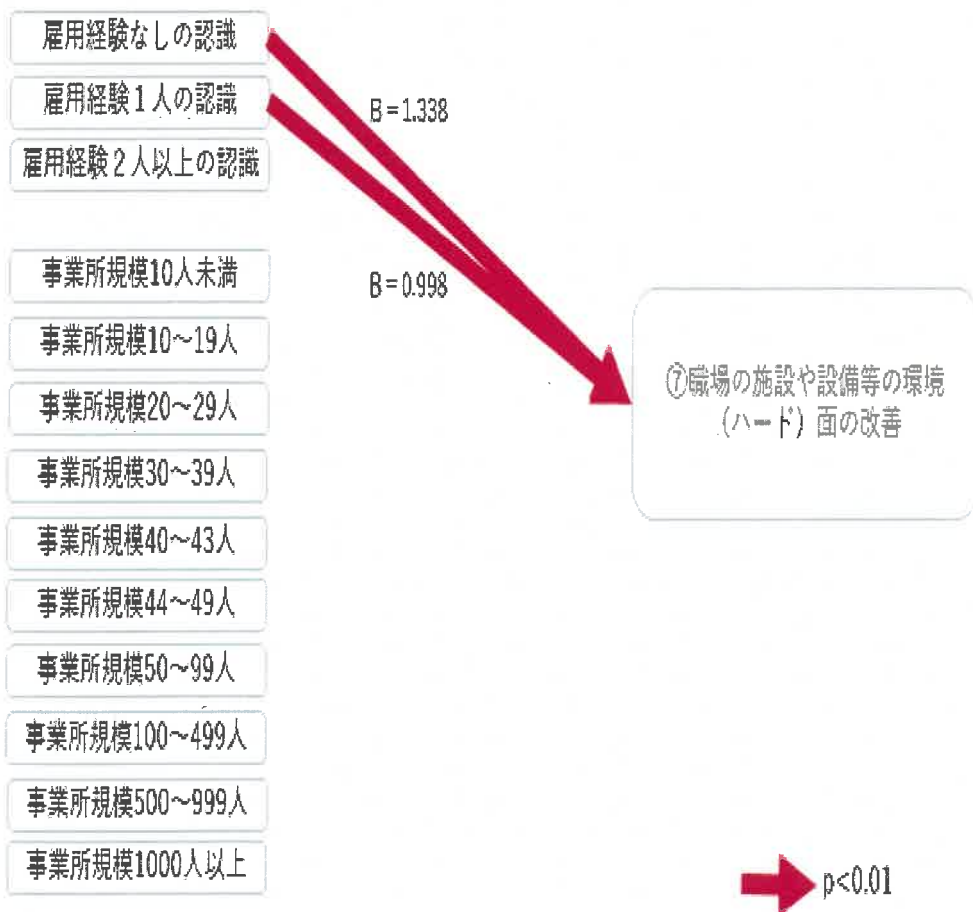 雇用経験なしの認識
雇用経験1人の認識
B=1.338
雇用経験2人以上の認識
事業所規模10人未満
B=0.998
事業所規模10～19人
事業所規模20～29人
事業所規模30～39人
事業所規模40～43人
事業所規模44～49人
事業所規模50～99人
事業所規模100～499人
事業所規模500～999人
事業所規模1000人以上
⑦職場の施設や設備等の環境
（ハード）面の改善
p<0.01